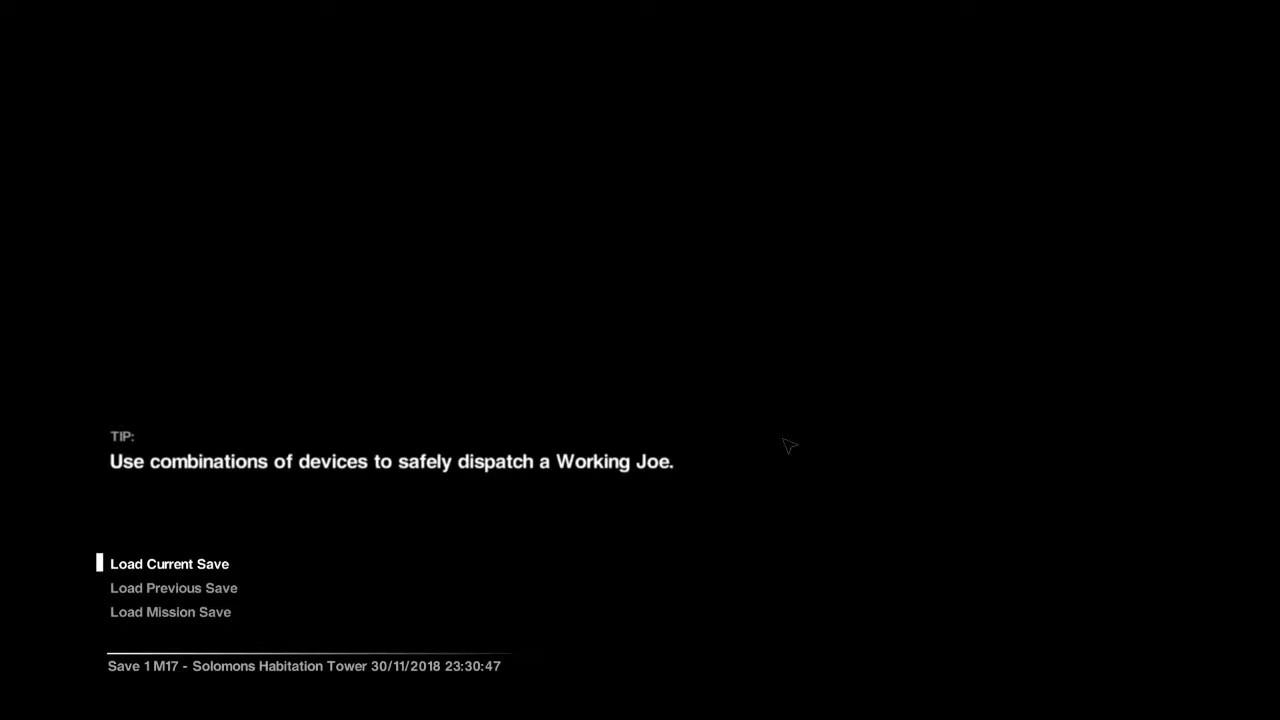 TIP:
Use combinations of devices to safely dispatch a Working Joe.
Load Current Save
Load Previous Save
Load Mission Save
Save 1 M17 - Solomons Habitation Tower 30/11/2018 23:30:47